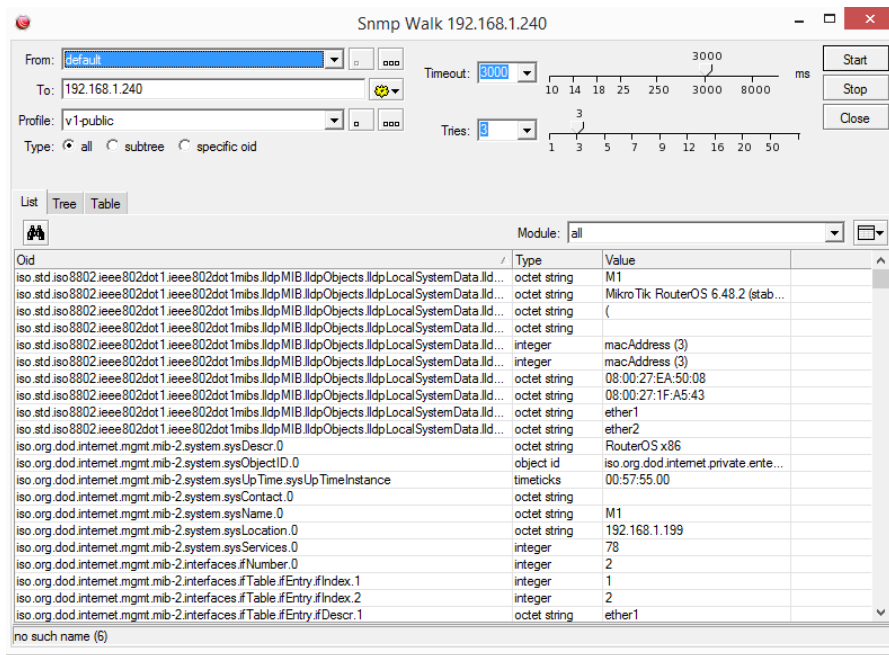 Snmp Walk 192.168.1.240
From: default
To: 192.168.1.240
Profile: v1-public
Type: all subtree specific oid
Timeout: 3000
3000
ms
10 14 18 25 250 3000 8000
Tries: 3
3
1 3 5 7 9 12 16 20 50
Start
Stop
Close
List Tree Table
Module: all
Oid Type Value
iso.std.iso8802.ieee802dot1.ieee802dot1mibs.lldpMIB.lldpObjects.lldpLocalSystemData.lld... octet string M1
iso.std.iso8802.ieee802dot1.ieee802dot1mibs.lldpMIB.lldpObjects.lldpLocalSystemData.lld... octet string MikroTik RouterOS 6.48.2 (stab...
iso.std.iso8802.ieee802dot1.ieee802dot1mibs.lldpMIB.lldpObjects.lldpLocalSystemData.lld... octet string (
iso.std.iso8802.ieee802dot1.ieee802dot1mibs.lldpMIB.lldpObjects.lldpLocalSystemData.lld... octet string
iso.std.iso8802.ieee802dot1.ieee802dot1mibs.lldpMIB.lldpObjects.lldpLocalSystemData.lld... integer macAddress (3)
iso.std.iso8802.ieee802dot1.ieee802dot1mibs.lldpMIB.lldpObjects.lldpLocalSystemData.lld... integer macAddress (3)
iso.std.iso8802.ieee802dot1.ieee802dot1mibs.lldpMIB.lldpObjects.lldpLocalSystemData.lld... octet string 08:00:27:EA:50:08
iso.std.iso8802.ieee802dot1.ieee802dot1mibs.lldpMIB.lldpObjects.lldpLocalSystemData.lld... octet string 08:00:27:1F:A5:43
iso.std.iso8802.ieee802dot1.ieee802dot1mibs.lldpMIB.lldpObjects.lldpLocalSystemData.lld... octet string ether1
iso.std.iso8802.ieee802dot1.ieee802dot1mibs.lldpMIB.lldpObjects.lldpLocalSystemData.lld... octet string ether2
iso.org.dod.internet.mgmt.mib-2.system.sysDescr.0 octet string RouterOS x86
iso.org.dod.internet.mgmt.mib-2.system.sysObjectID.0 object id iso.org.dod.internet.private.ente...
iso.org.dod.internet.mgmt.mib-2.system.sysUpTime.sysUpTimeInstance timeticks 00:57:55.00
iso.org.dod.internet.mgmt.mib-2.system.sysContact.0 octet string
iso.org.dod.internet.mgmt.mib-2.system.sysName.0 octet string M1
iso.org.dod.internet.mgmt.mib-2.system.sysLocation.0 octet string 192.168.1.199
iso.org.dod.internet.mgmt.mib-2.system.sysServices.0 integer 78
iso.org.dod.internet.mgmt.mib-2.interfaces.ifNumber.0 integer 2
iso.org.dod.internet.mgmt.mib-2.interfaces.ifTable.ifEntry.ifIndex.1 integer 1
iso.org.dod.internet.mgmt.mib-2.interfaces.ifTable.ifEntry.ifIndex.2 integer 2
iso.org.dod.internet.mgmt.mib-2.interfaces.ifTable.ifEntry.ifDescr.1 octet string ether1
no such name (6)